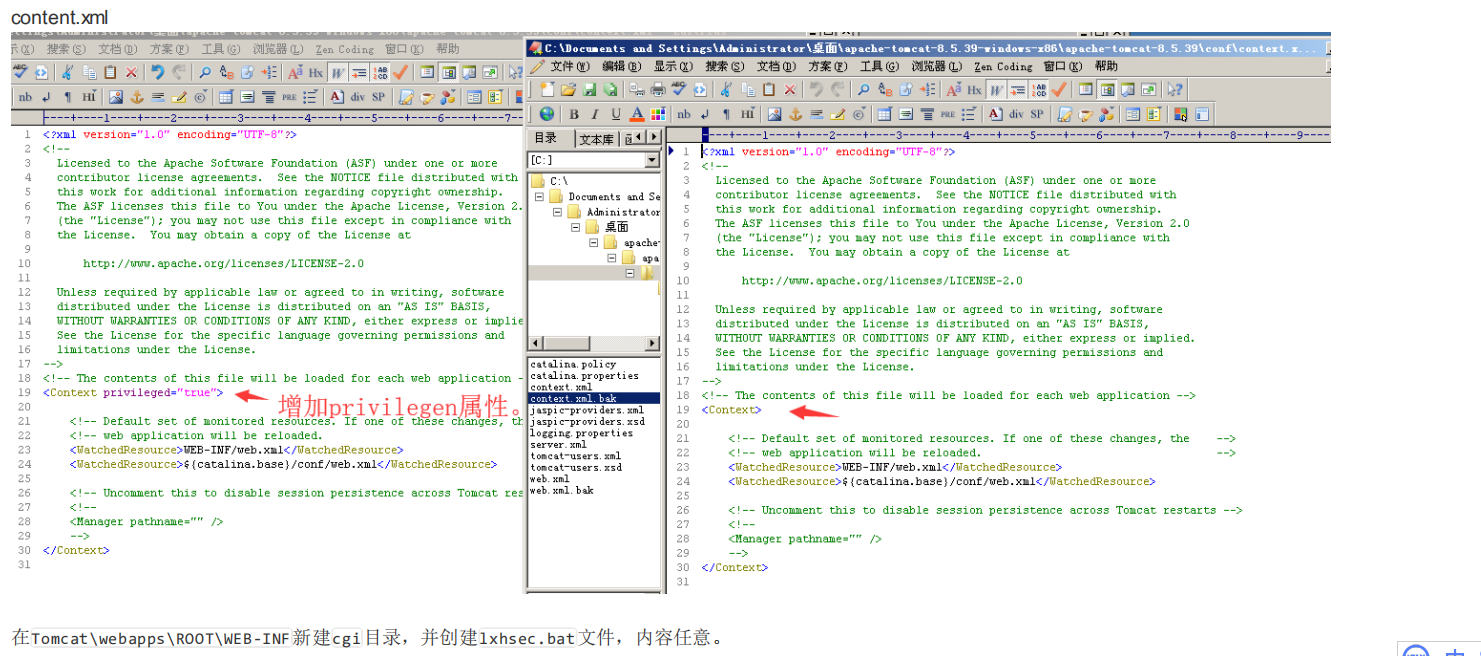 content.xml
示(X) 搜索(S) 文档(D) 方案(P) 工具(G) 浏览器(L) Zen Coding 窗口(K) 帮助
nb HI Hx W PRE A div SP
---+----1----+----2----+----3----+----4----+----5----+----6----+----7--
1 <?xml version="1.0" encoding="UTF-8"?>
2 <!--
3 Licensed to the Apache Software Foundation (ASF) under one or more
4 contributor license agreements. See the NOTICE file distributed with
5 this work for additional information regarding copyright ownership.
6 The ASF licenses this file to You under the Apache License, Version 2.
7 (the "License"); you may not use this file except in compliance with
8 the License. You may obtain a copy of the License at
9
10 http://www.apache.org/licenses/LICENSE-2.0
11
12 Unless required by applicable law or agreed to in writing, software
13 distributed under the License is distributed on an "AS IS" BASIS,
14 WITHOUT WARRANTIES OR CONDITIONS OF ANY KIND, either express or implie
15 See the License for the specific language governing permissions and
16 limitations under the License.
17 -->
18 <!-- The contents of this file will be loaded for each web application -
19 <Context privileged="true">
增加privilegen属性。
20
21 <!-- Default set of monitored resources. If one of these changes, th
22 <!-- web application will be reloaded.
23 <WatchedResource>WEB-INF/web.xml</WatchedResource>
24 <WatchedResource>${catalina.base}/conf/web.xml</WatchedResource>
25
26 <!-- Uncomment this to disable session persistence across Tomcat res
27 <!--
28 <Manager pathname="" />
29 -->
30 </Context>
31
C:\Documents and Settings\Administrator\桌面\apache-tomcat-8.5.39-windows-x86\apache-tomcat-8.5.39\conf\context.x...
文件(W) 编辑(B) 显示(X) 搜索(S) 文档(D) 方案(P) 工具(G) 浏览器(L) Zen Coding 窗口(K) 帮助
B I U A nb HI PRE A div SP
目录 文本库
[C:]
C:\
Documents and Se
Administrator
桌面
apache-
apa
catalina.policy
catalina.properties
context.xml
context.xml.bak
jaspic-providers.xml
jaspic-providers.xsd
logging.properties
server.xml
tomcat-users.xml
tomcat-users.xsd
web.xml
web.xml.bak
---+----1----+----2----+----3----+----4----+----5----+----6----+----7----+----8----+----9----
1 <?xml version="1.0" encoding="UTF-8"?>
2 <!--
3 Licensed to the Apache Software Foundation (ASF) under one or more
4 contributor license agreements. See the NOTICE file distributed with
5 this work for additional information regarding copyright ownership.
6 The ASF licenses this file to You under the Apache License, Version 2.0
7 (the "License"); you may not use this file except in compliance with
8 the License. You may obtain a copy of the License at
9
10 http://www.apache.org/licenses/LICENSE-2.0
11
12 Unless required by applicable law or agreed to in writing, software
13 distributed under the License is distributed on an "AS IS" BASIS,
14 WITHOUT WARRANTIES OR CONDITIONS OF ANY KIND, either express or implied.
15 See the License for the specific language governing permissions and
16 limitations under the License.
17 -->
18 <!-- The contents of this file will be loaded for each web application -->
19 <Context>
20
21 <!-- Default set of monitored resources. If one of these changes, the -->
22 <!-- web application will be reloaded. -->
23 <WatchedResource>WEB-INF/web.xml</WatchedResource>
24 <WatchedResource>${catalina.base}/conf/web.xml</WatchedResource>
25
26 <!-- Uncomment this to disable session persistence across Tomcat restarts -->
27 <!--
28 <Manager pathname="" />
29 -->
30 </Context>
31
在Tomcat\webapps\ROOT\WEB-INF新建cgi目录，并创建lxhsec.bat文件，内容任意。